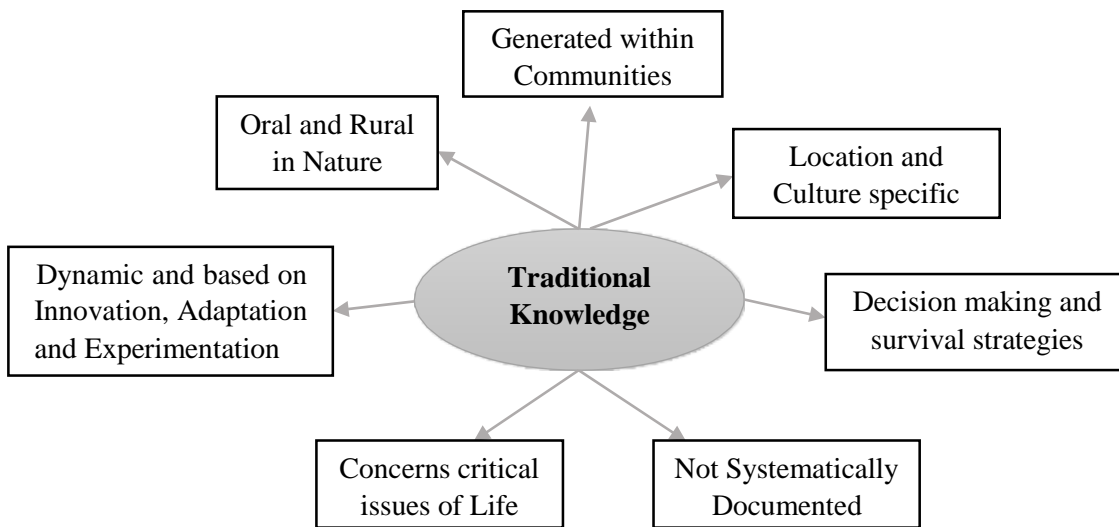 Generated within
Communities
Oral and Rural
in Nature
Location and
Culture specific
Traditional
Knowledge
Dynamic and based on
Innovation, Adaptation
and Experimentation
Decision making and
survival strategies
Concerns critical
issues of Life
Not Systematically
Documented